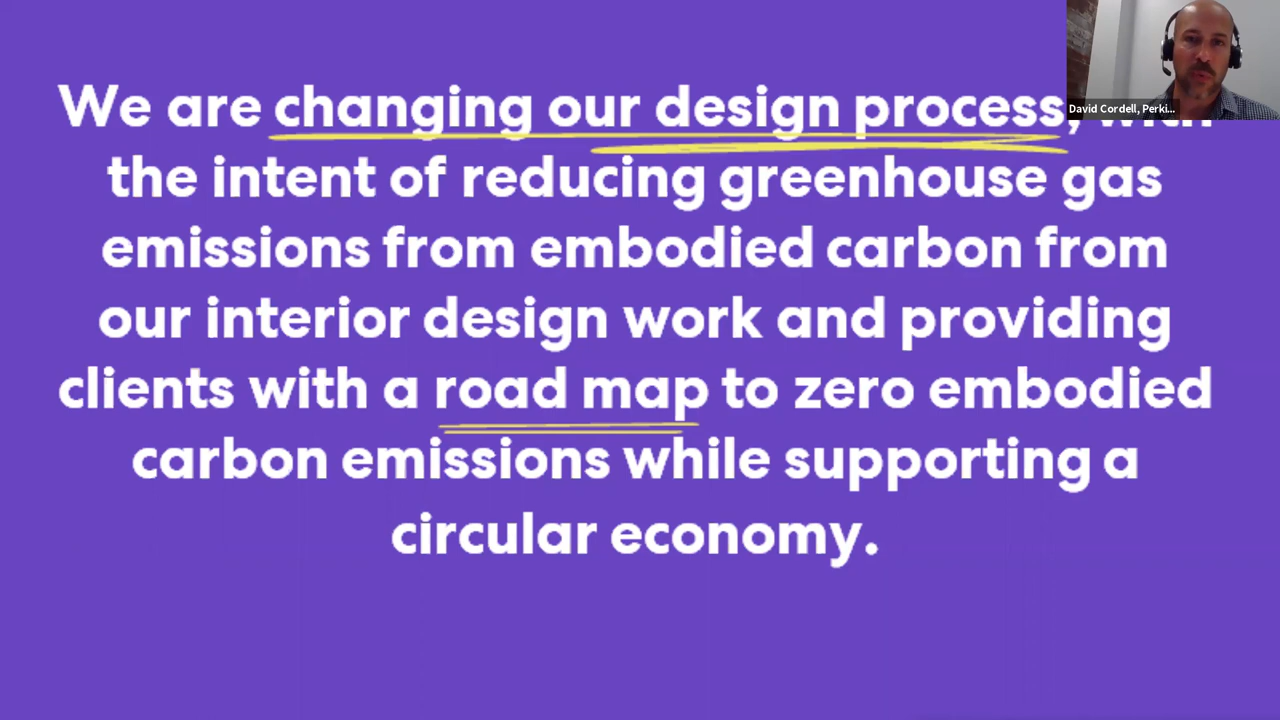 We are changing our design process, with
the intent of reducing greenhouse gas
emissions from embodied carbon from
our interior design work and providing
clients with a road map to zero embodied
carbon emissions while supporting a
circular economy.
David Cordell, Perki...